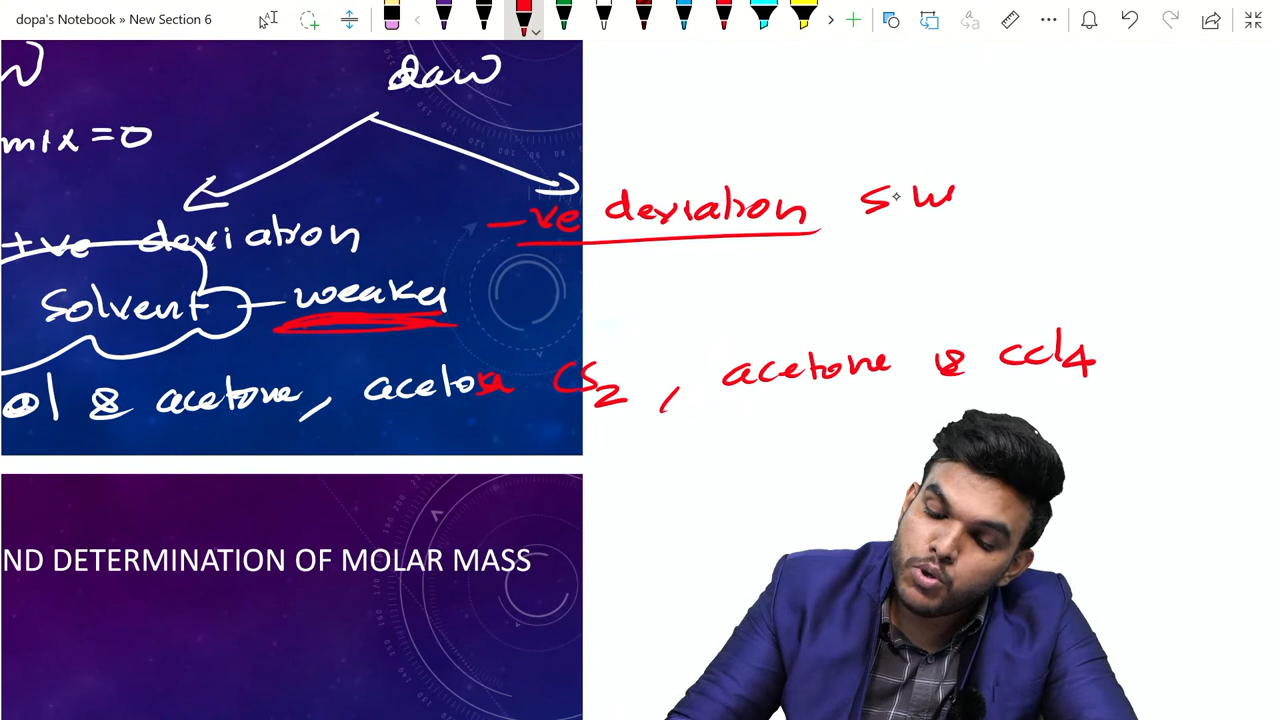 dopa's Notebook » New Section 6
law
mix = 0
-ve deviation S.W
+ve deviation
Solvent - weaker
ol & acetone, aceto CS2, acetone & CCl4
ND DETERMINATION OF MOLAR MASS